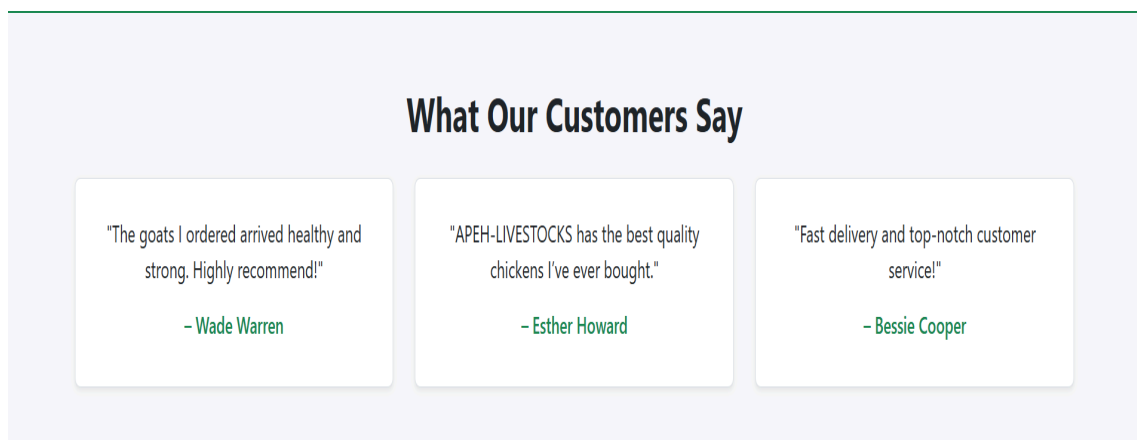 What Our Customers Say
"The goats I ordered arrived healthy and
strong. Highly recommend!"
– Wade Warren
"APEH-LIVESTOCKS has the best quality
chickens I've ever bought."
– Esther Howard
"Fast delivery and top-notch customer
service!"
– Bessie Cooper